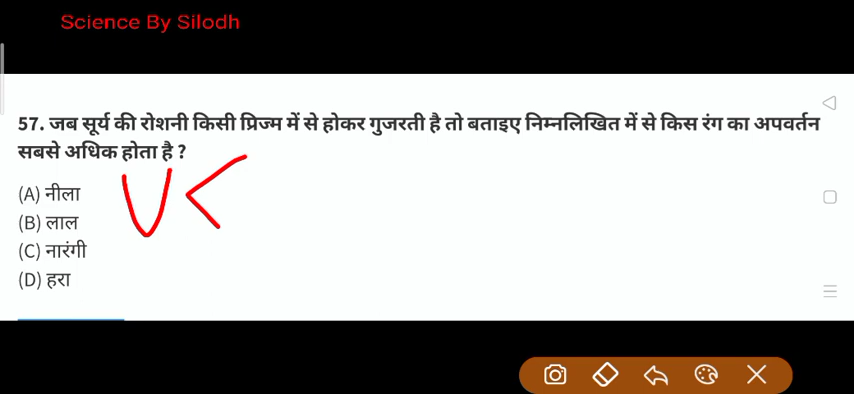 Science By Silodh
57. जब सूर्य की रोशनी किसी प्रिज्म में से होकर गुजरती है तो बताइए निम्नलिखित में से किस रंग का अपवर्तन
सबसे अधिक होता है ?
(A) नीला
(B) लाल
(C) नारंगी
(D) हरा
V <